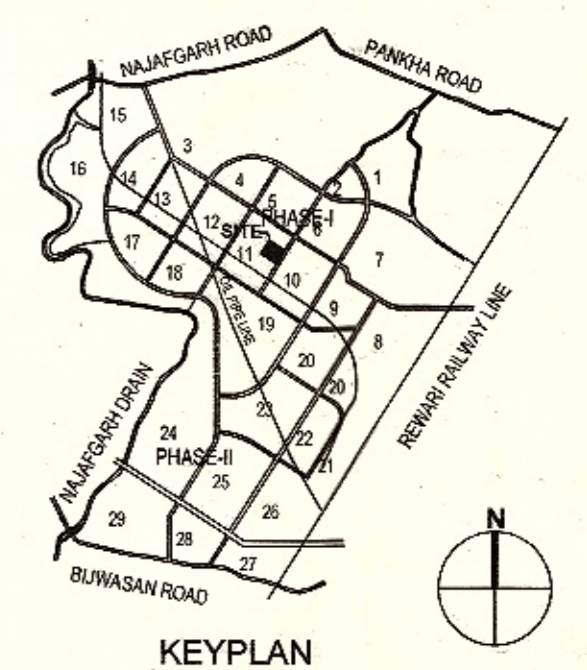 NAJAFGARH ROAD
PANKHA ROAD
15
3
16
14
13
4
5
2
1
PHASE-I
12
6
SITE
17
11
7
18
10
OIL PIPE LINE
9
19
8
REWARI RAILWAY LINE
20
20
23
NAJAFGARH DRAIN
24
22
PHASE-II
21
25
26
29
28
27
BIJWASAN ROAD
N
KEYPLAN